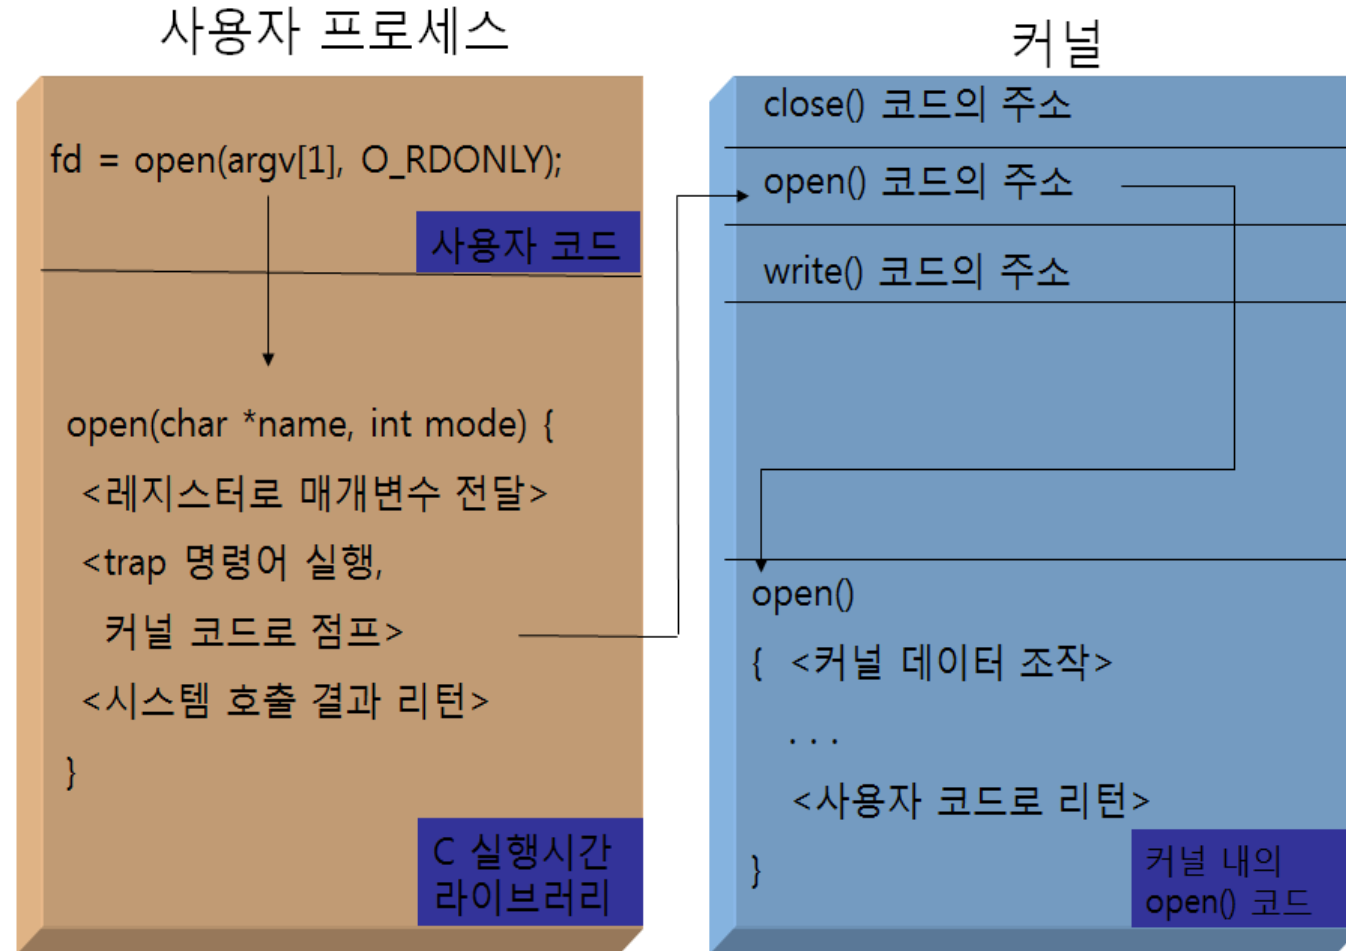 사용자 프로세스
fd = open(argv[1], O_RDONLY);
사용자 코드
open(char *name, int mode) {
<레지스터로 매개변수 전달>
<trap 명령어 실행,
커널 코드로 점프>
<시스템 호출 결과 리턴>
}
C 실행시간
라이브러리
커널
close() 코드의 주소
open() 코드의 주소
write() 코드의 주소
open()
{ <커널 데이터 조작>
. . .
<사용자 코드로 리턴>
}
커널 내의
open() 코드